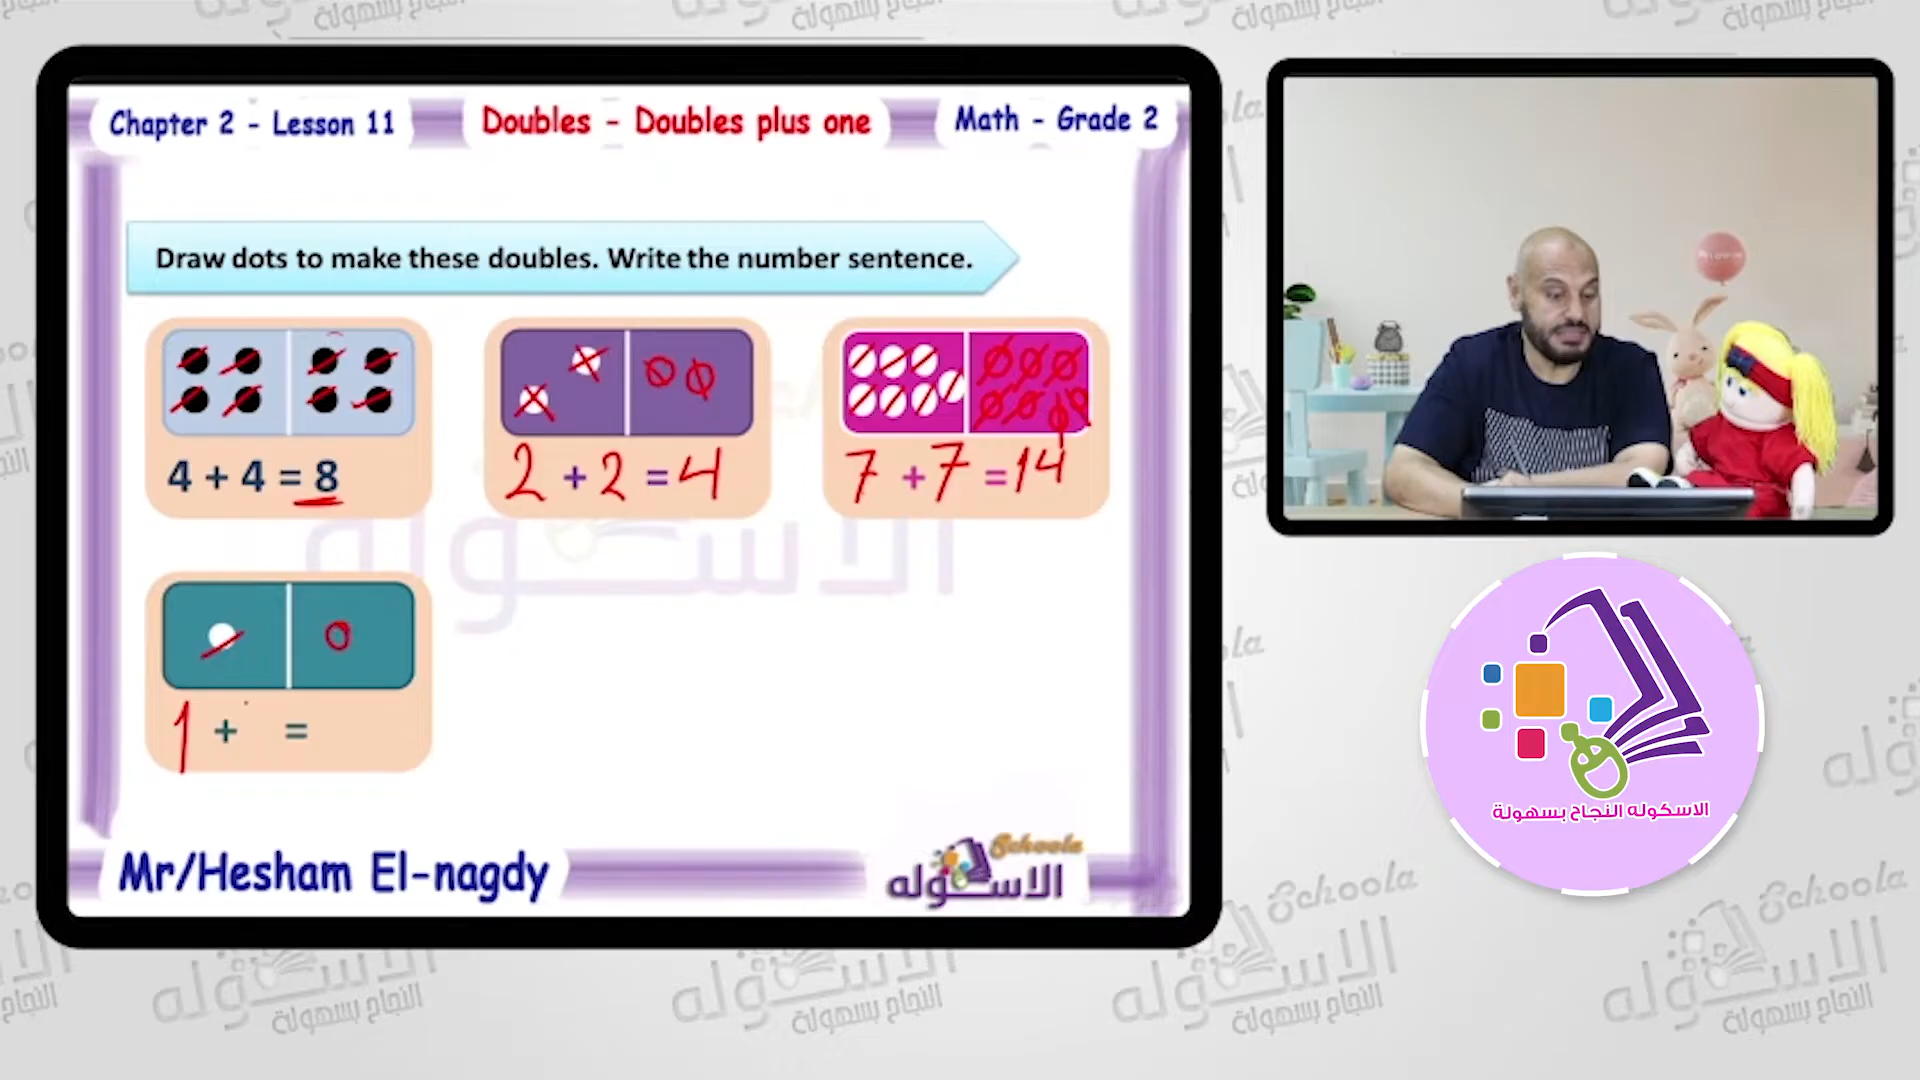 Chapter 2 - Lesson 11
Doubles - Doubles plus one
Math - Grade 2
Draw dots to make these doubles. Write the number sentence.
4 + 4 = 8
2 + 2 = 4
7 + 7 = 14
1 + =
Mr/Hesham El-nagdy
Schoola
الاسكوله
الاسكوله النجاح بسهولة